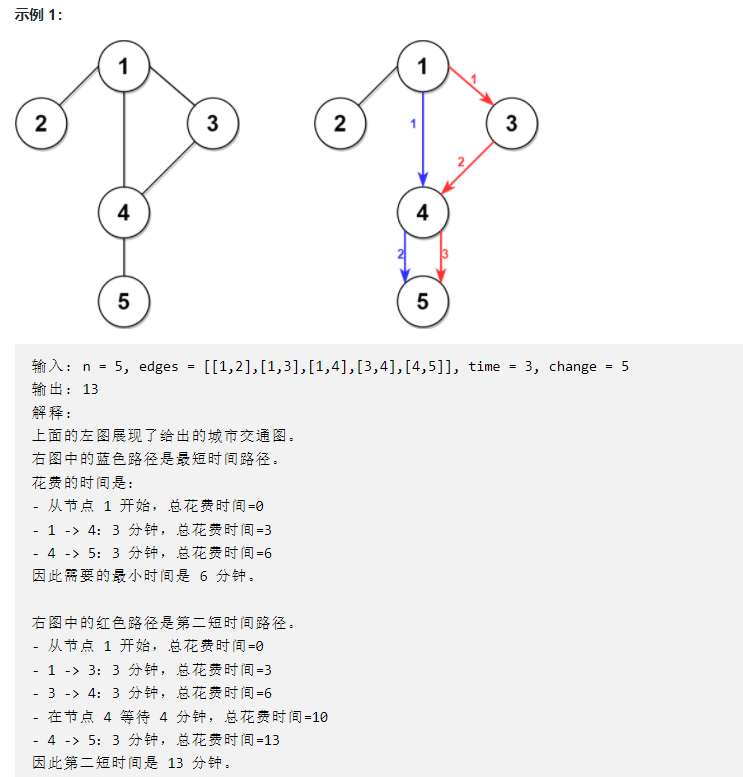 示例 1：
1
2
3
4
5
1
2
3
4
5
1
1
2
2
3
输入：n = 5, edges = [[1,2],[1,3],[1,4],[3,4],[4,5]], time = 3, change = 5
输出：13
解释：
上面的左图展现了给出的城市交通图。
右图中的蓝色路径是最短时间路径。
花费的时间是：
- 从节点 1 开始，总花费时间=0
- 1 -> 4：3 分钟，总花费时间=3
- 4 -> 5：3 分钟，总花费时间=6
因此需要的最小时间是 6 分钟。
右图中的红色路径是第二短时间路径。
- 从节点 1 开始，总花费时间=0
- 1 -> 3：3 分钟，总花费时间=3
- 3 -> 4：3 分钟，总花费时间=6
- 在节点 4 等待 4 分钟，总花费时间=10
- 4 -> 5：3 分钟，总花费时间=13
因此第二短时间是 13 分钟。